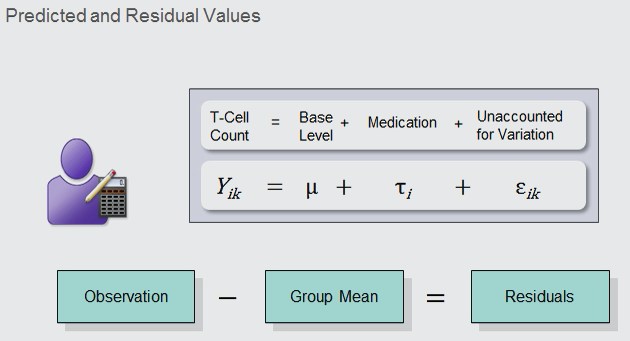 Predicted and Residual Values
T-Cell Count = Base Level + Medication + Unaccounted for Variation
Yik = μ + τi + εik
Observation − Group Mean = Residuals